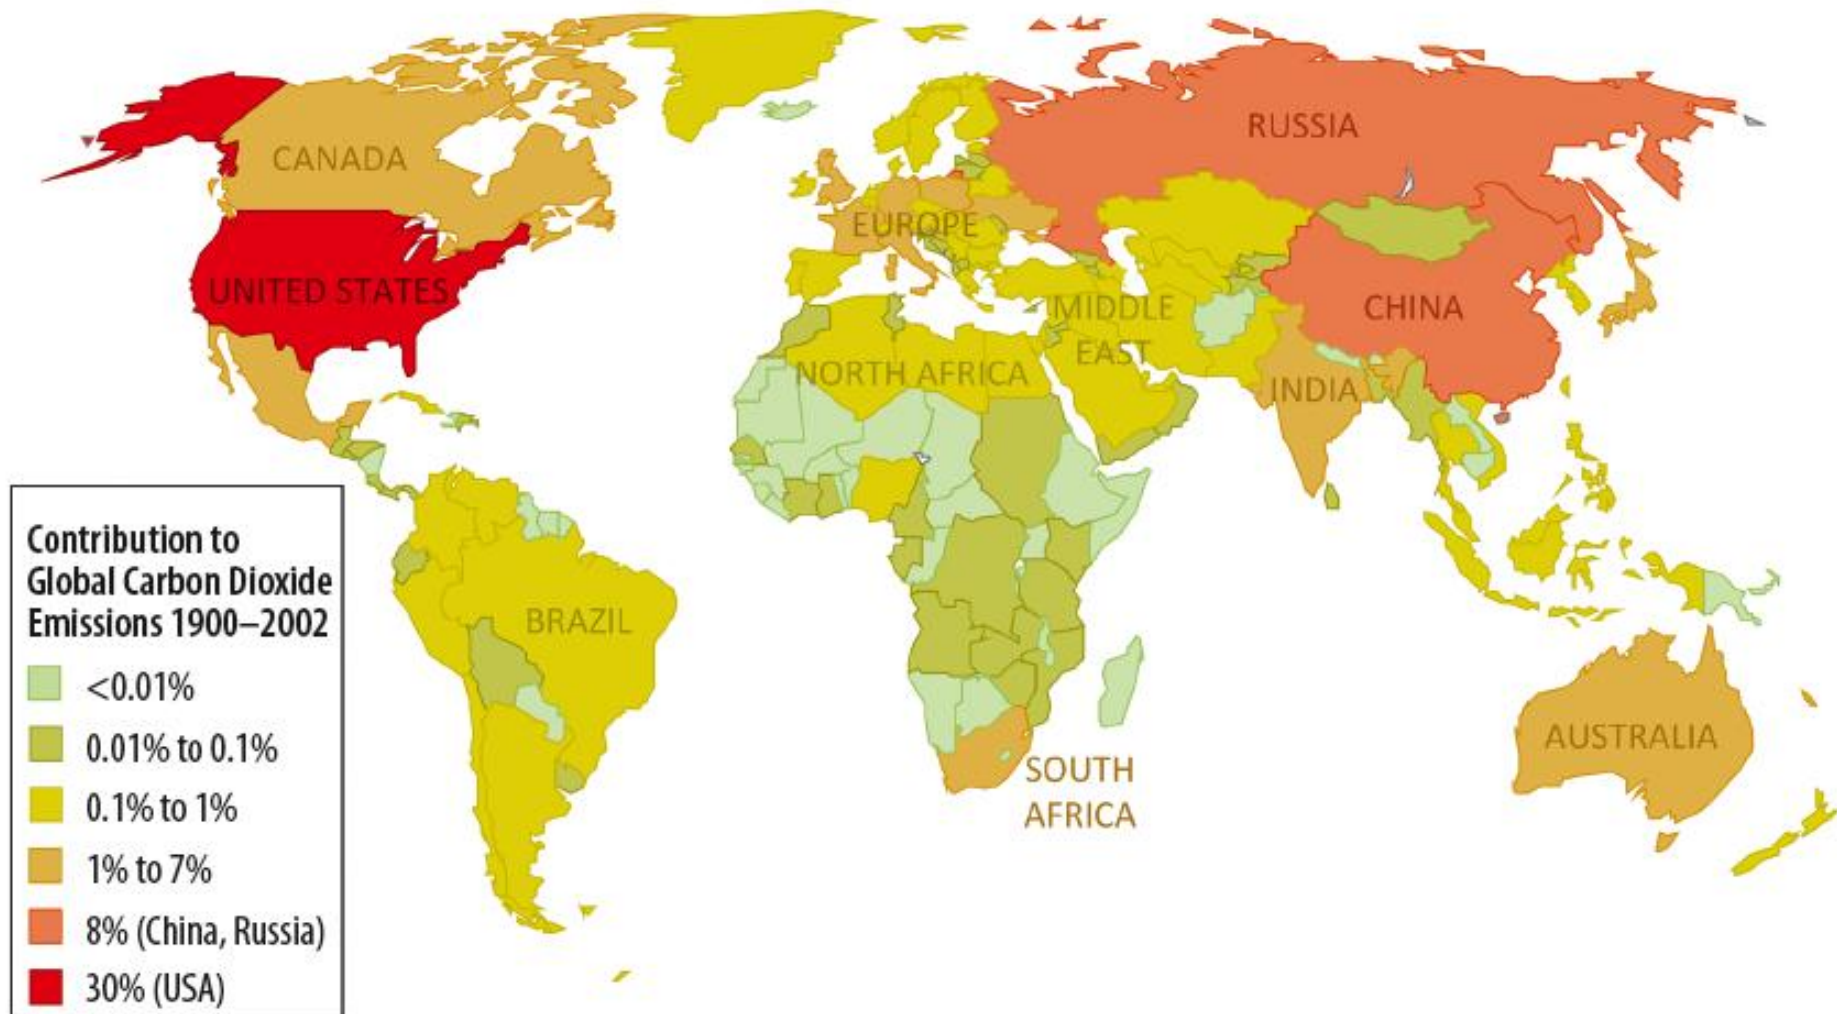 RUSSIA
CANADA
EUROPE
UNITED STATES
MIDDLE
EAST
CHINA
NORTH AFRICA
INDIA
BRAZIL
SOUTH
AFRICA
AUSTRALIA
Contribution to
Global Carbon Dioxide
Emissions 1900–2002
<0.01%
0.01% to 0.1%
0.1% to 1%
1% to 7%
8% (China, Russia)
30% (USA)